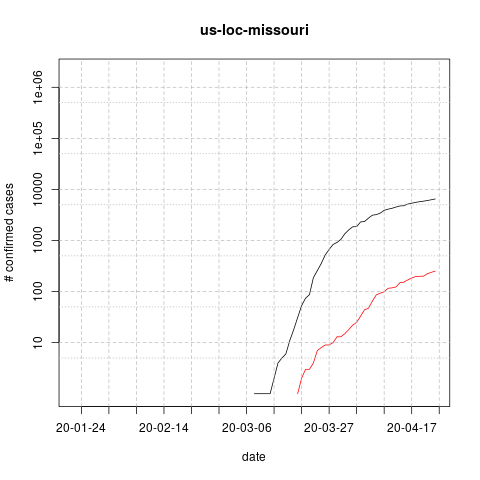 us-loc-missouri
# confirmed cases
1e+06
1e+05
10000
1000
100
10
20-01-24
20-02-14
20-03-06
20-03-27
20-04-17
date